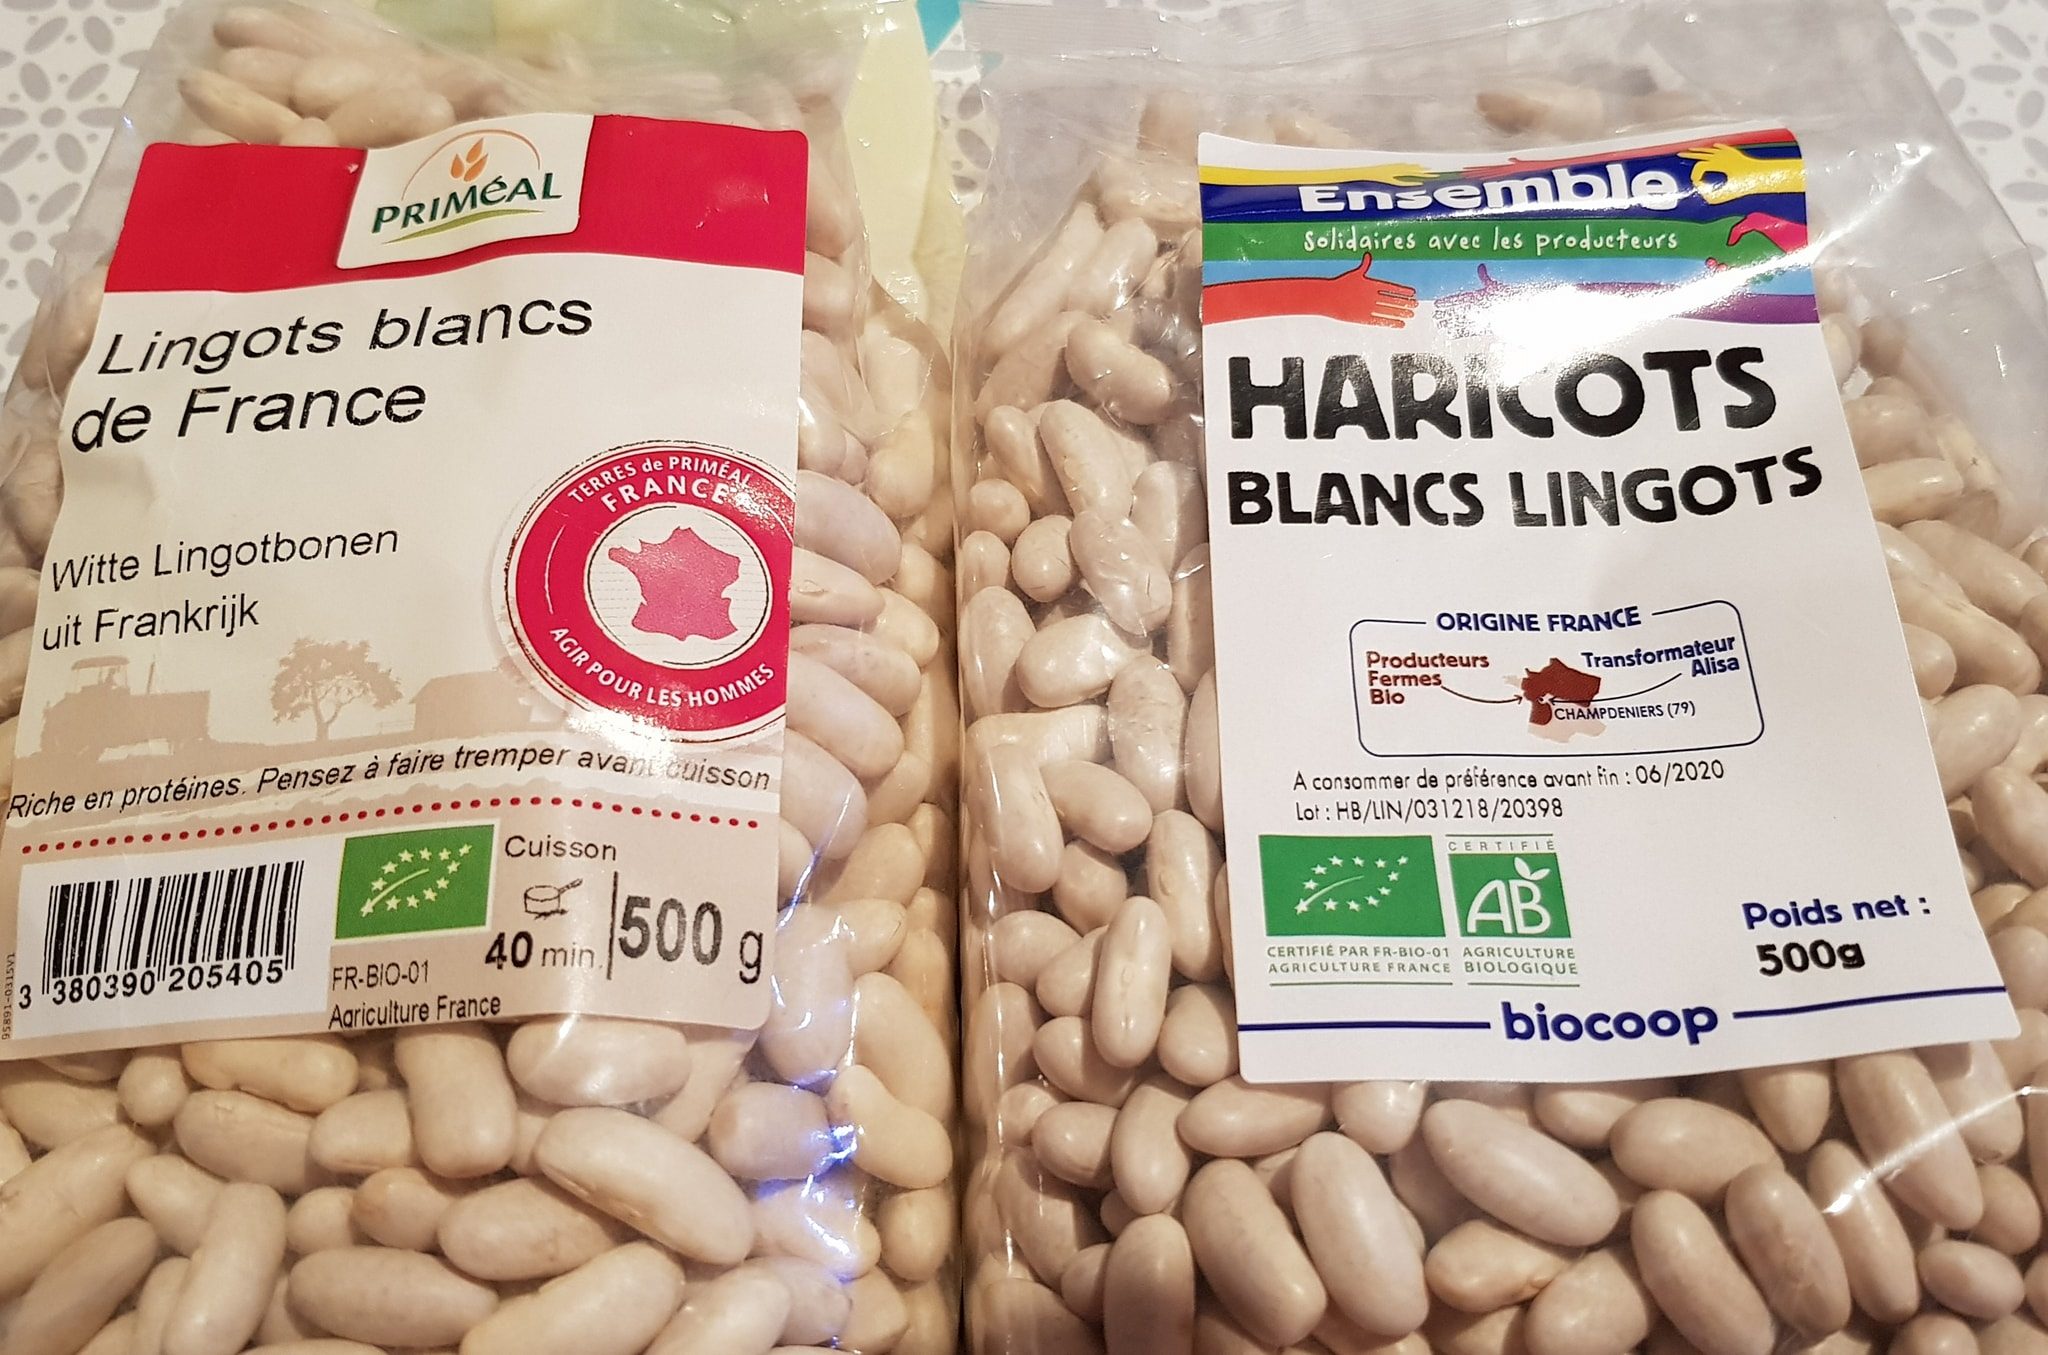 PRIMéAL
Lingots blancs
de France
Witte Lingotbonen
uit Frankrijk
TERRES de PRIMÉAL
FRANCE
AGIR POUR LES HOMMES
Riche en protéines. Pensez à faire tremper avant cuisson
3 380390 205405
95891-0315V1
FR-BIO-01
Agriculture France
Cuisson
40 min.
500 g
Ensemble
Solidaires avec les producteurs
HARICOTS
BLANCS LINGOTS
ORIGINE FRANCE
Producteurs
Fermes
Bio
Transformateur
Alisa
CHAMPDENIERS (79)
A consommer de préférence avant fin : 06/2020
Lot : HB/LIN/031218/20398
CERTIFIÉ PAR FR-BIO-01
AGRICULTURE FRANCE
CERTIFIÉ
AB
AGRICULTURE
BIOLOGIQUE
Poids net :
500g
biocoop